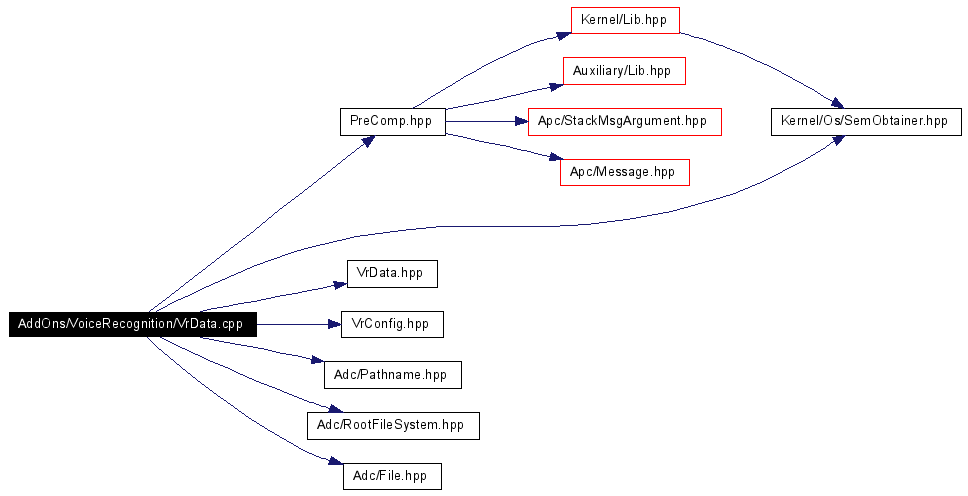 Kernel/Lib.hpp
Auxiliary/Lib.hpp
PreComp.hpp
Apc/StackMsgArgument.hpp
Kernel/Os/SemObtainer.hpp
Apc/Message.hpp
VrData.hpp
AddOns/VoiceRecognition/VrData.cpp
VrConfig.hpp
Adc/Pathname.hpp
Adc/RootFileSystem.hpp
Adc/File.hpp